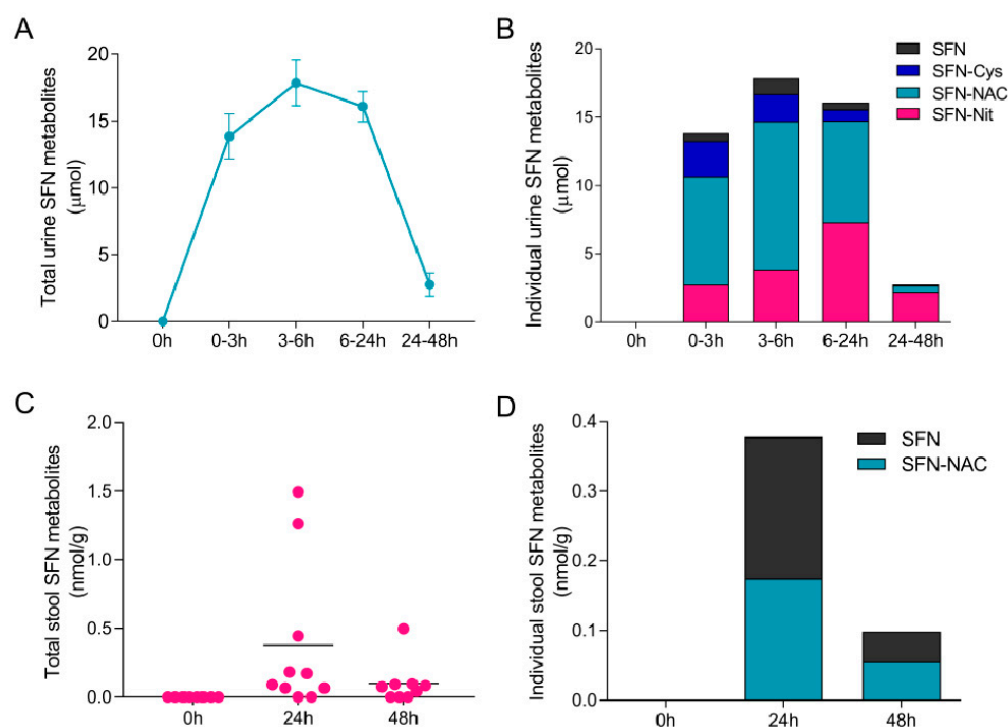 A
Total urine SFN metabolites
(μmol)
20
15
10
5
0
0h
0-3h
3-6h
6-24h
24-48h
B
Individual urine SFN metabolites
(μmol)
20
15
10
5
0
0h
0-3h
3-6h
6-24h
24-48h
SFN
SFN-Cys
SFN-NAC
SFN-Nit
C
Total stool SFN metabolites
(nmol/g)
2.0
1.5
1.0
0.5
0.0
0h
24h
48h
D
Individual stool SFN metabolites
(nmol/g)
0.4
0.3
0.2
0.1
0.0
0h
24h
48h
SFN
SFN-NAC